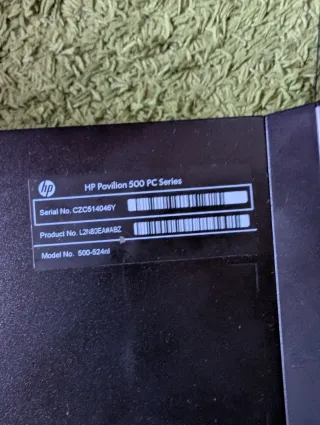 hp
HP Pavilion 500 PC Series
Serial No. CZC514046Y
Product No. L2N80EA#ABZ
Model No. 500-524nl